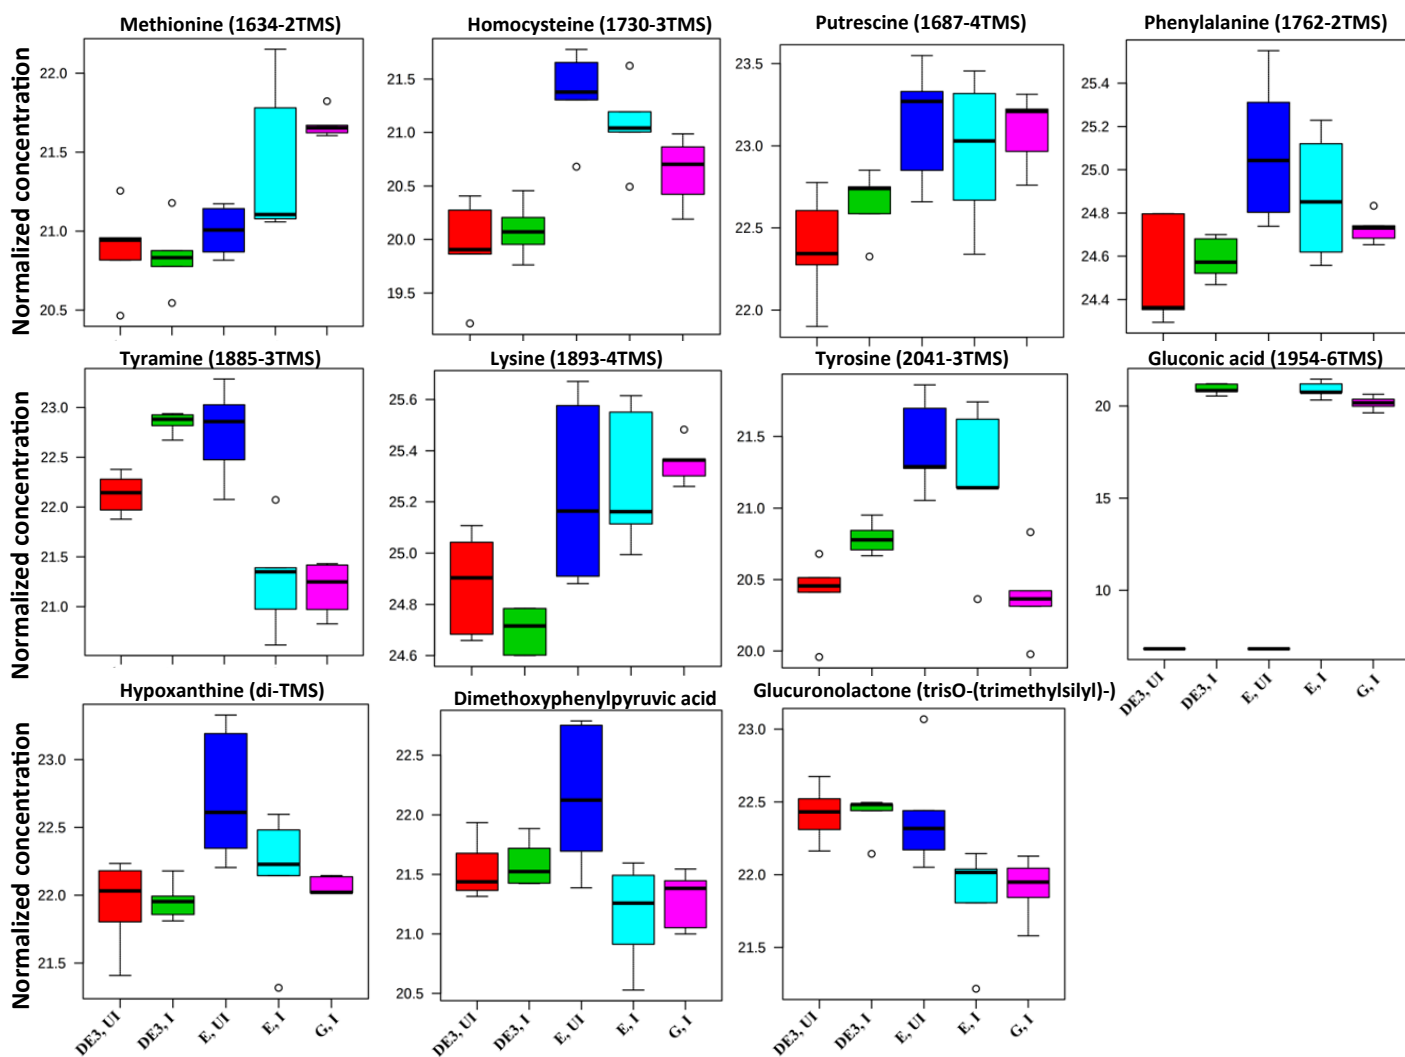 Methionine (1634-2TMS)
Homocysteine (1730-3TMS)
Putrescine (1687-4TMS)
Phenylalanine (1762-2TMS)
Normalized concentration
22.0
21.5
21.0
20.5
21.5
21.0
20.5
20.0
19.5
23.5
23.0
22.5
22.0
25.4
25.2
25.0
24.8
24.6
24.4
Tyramine (1885-3TMS)
Lysine (1893-4TMS)
Tyrosine (2041-3TMS)
Gluconic acid (1954-6TMS)
Normalized concentration
23.0
22.5
22.0
21.5
21.0
25.6
25.4
25.2
25.0
24.8
24.6
21.5
21.0
20.5
20.0
20
15
10
DE3, UI
DE3, I
E, UI
E, I
G, I
Hypoxanthine (di-TMS)
Dimethoxyphenylpyruvic acid
Glucuronolactone (trisO-(trimethylsilyl)-)
Normalized concentration
23.0
22.5
22.0
21.5
22.5
22.0
21.5
21.0
20.5
23.0
22.5
22.0
21.5
DE3, UI
DE3, I
E, UI
E, I
G, I
DE3, UI
DE3, I
E, UI
E, I
G, I
DE3, UI
DE3, I
E, UI
E, I
G, I